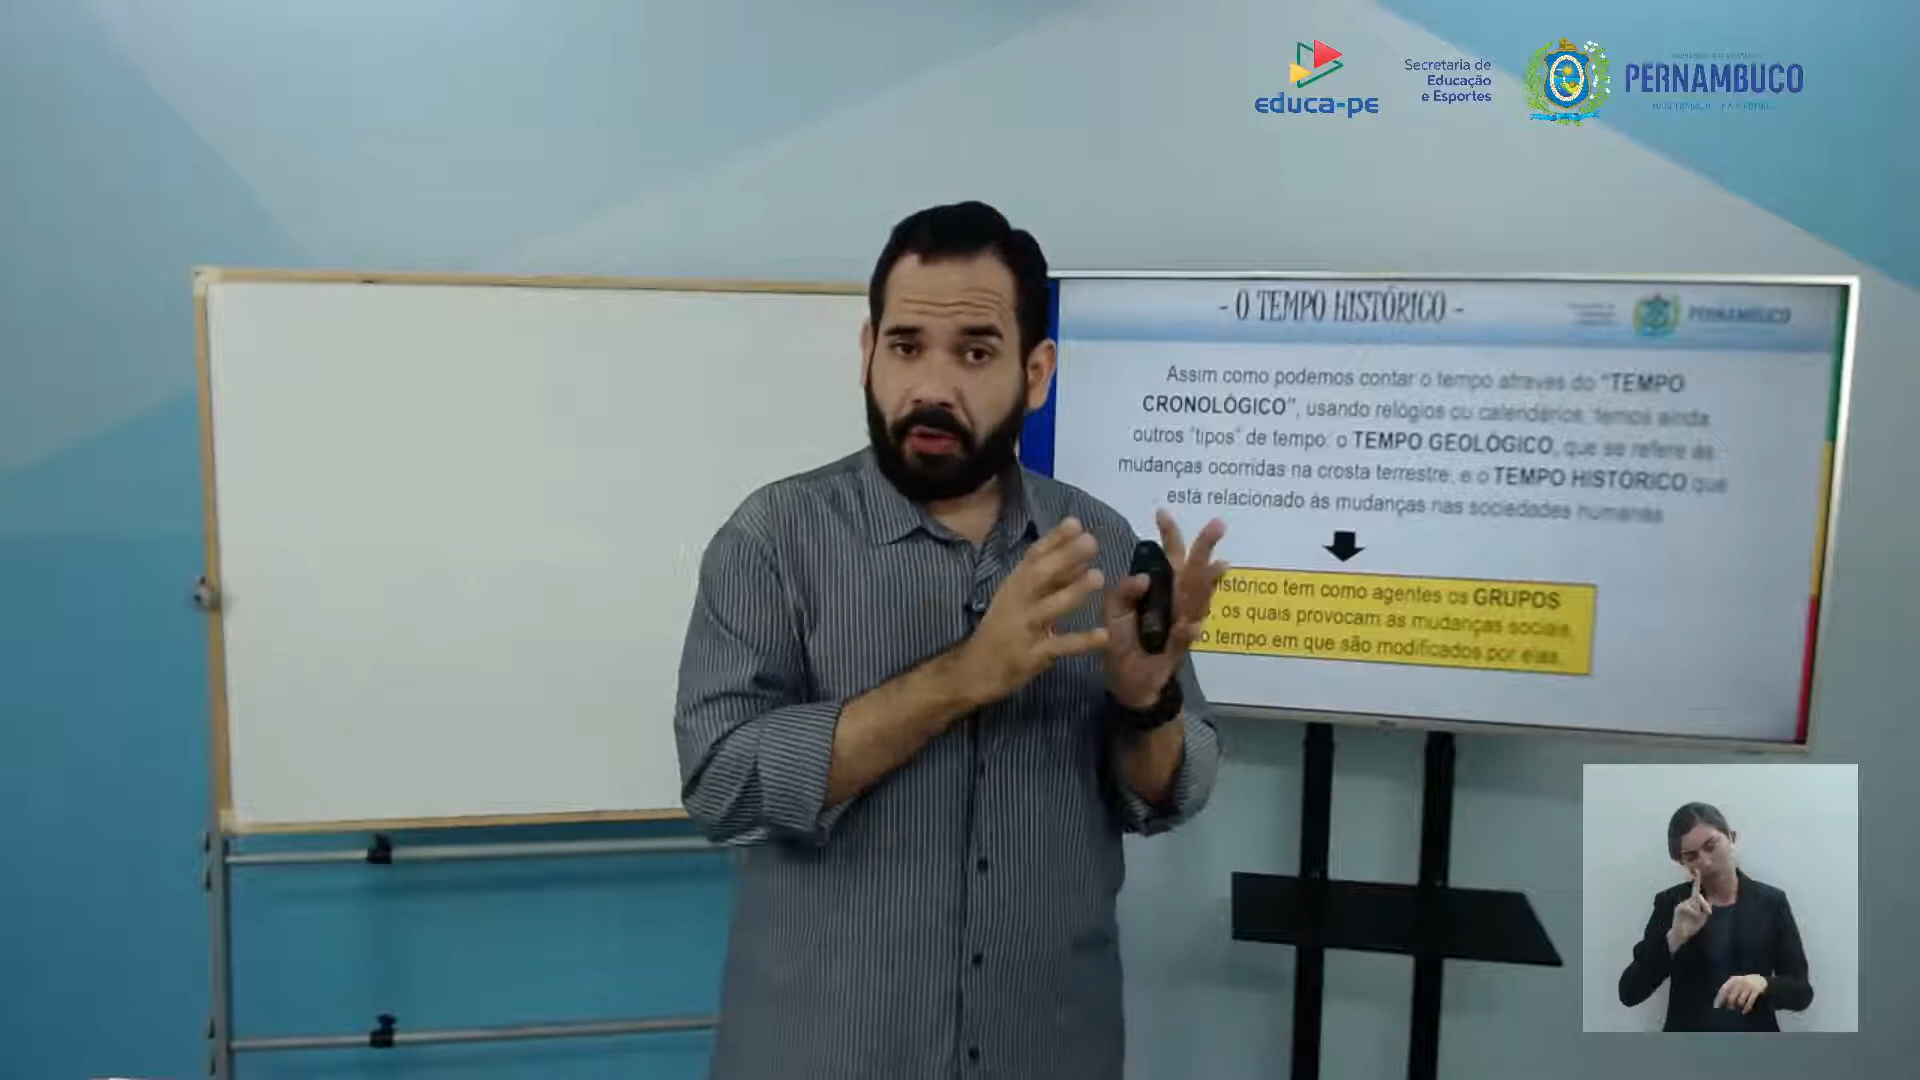 educa-pe
Secretaria de
Educação
e Esportes
PERNAMBUCO
- O TEMPO HISTÓRICO -
PERNAMBUCO
Assim como podemos contar o tempo através do "TEMPO
CRONOLÓGICO", usando relógios ou calendários, temos ainda
outros "tipos" de tempo: o TEMPO GEOLÓGICO, que se refere às
mudanças ocorridas na crosta terrestre, e o TEMPO HISTÓRICO que
está relacionado às mudanças nas sociedades humanas.
istórico tem como agentes os GRUPOS
, os quais provocam as mudanças sociais,
o tempo em que são modificados por elas.